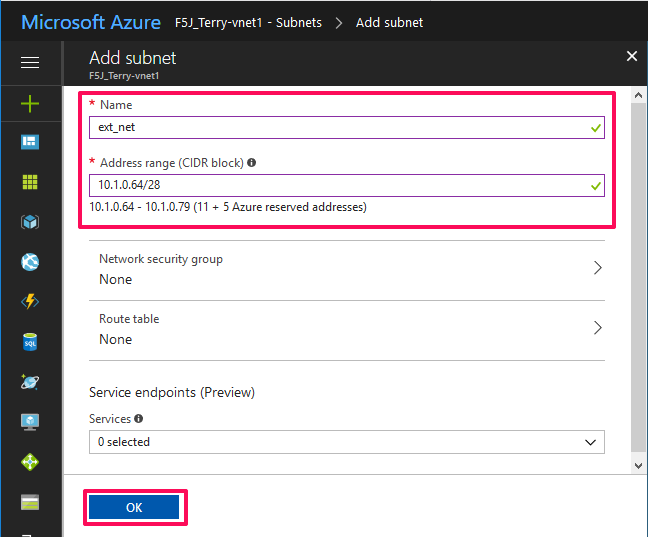 Microsoft Azure F5J_Terry-vnet1 - Subnets > Add subnet
Add subnet
F5J_Terry-vnet1
* Name
ext_net
* Address range (CIDR block)
10.1.0.64/28
10.1.0.64 - 10.1.0.79 (11 + 5 Azure reserved addresses)
Network security group
None
Route table
None
Service endpoints (Preview)
Services
0 selected
OK
SQL